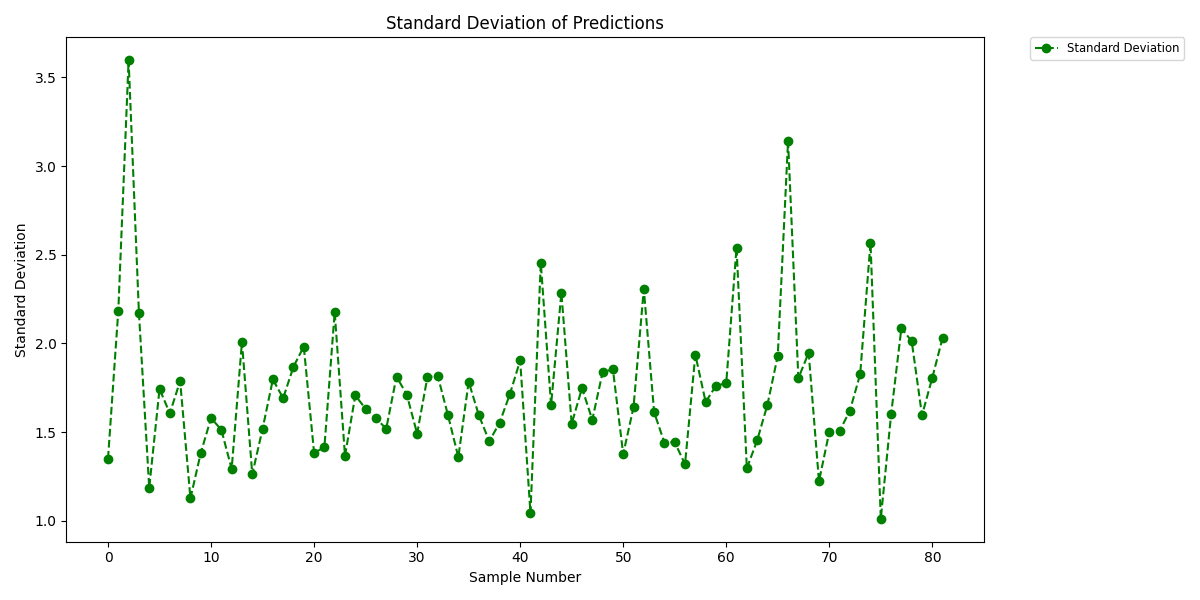 Standard Deviation of Predictions
Standard Deviation
3.5
3.0
2.5
2.0
1.5
1.0
Standard Deviation
0 10 20 30 40 50 60 70 80
Sample Number